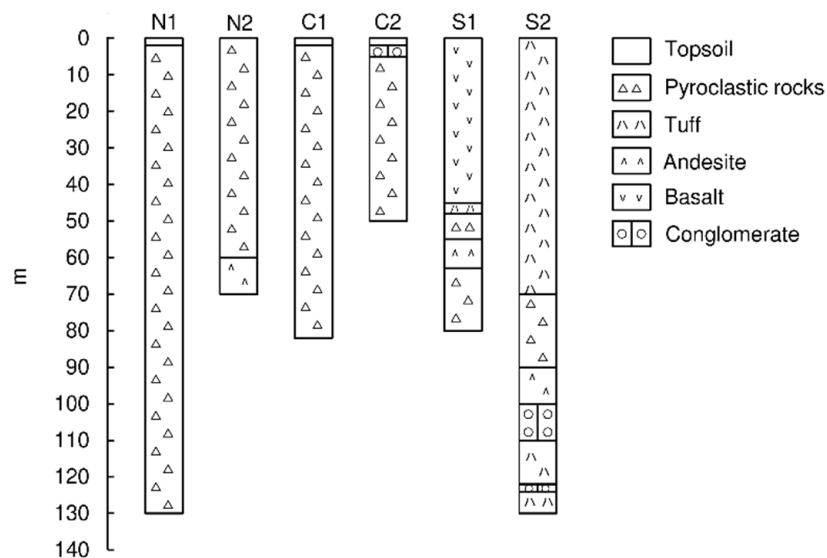 N1 N2 C1 C2 S1 S2
0
10
20
30
40
50
60
70
80
90
100
110
120
130
140
m
Topsoil
Pyroclastic rocks
Tuff
Andesite
Basalt
Conglomerate